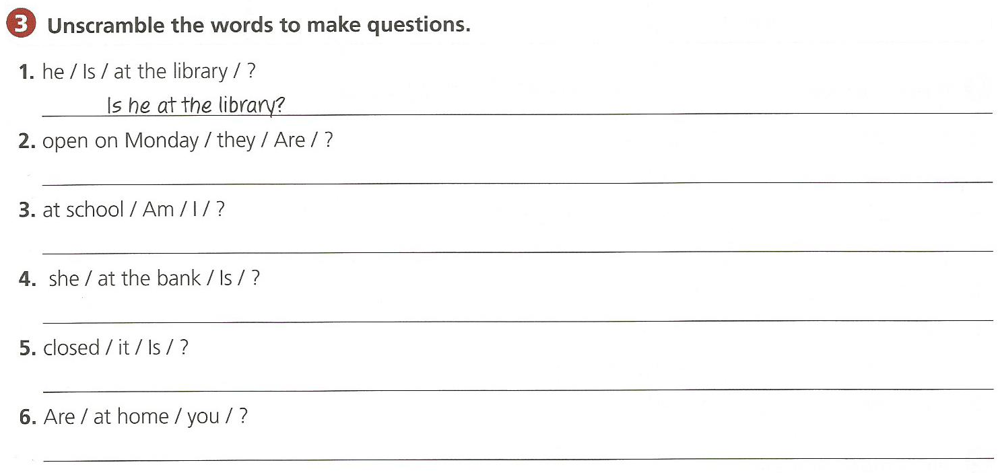 3 Unscramble the words to make questions.
1. he / Is / at the library / ?
Is he at the library?
2. open on Monday / they / Are / ?
3. at school / Am / I / ?
4. she / at the bank / Is / ?
5. closed / it / Is / ?
6. Are / at home / you / ?